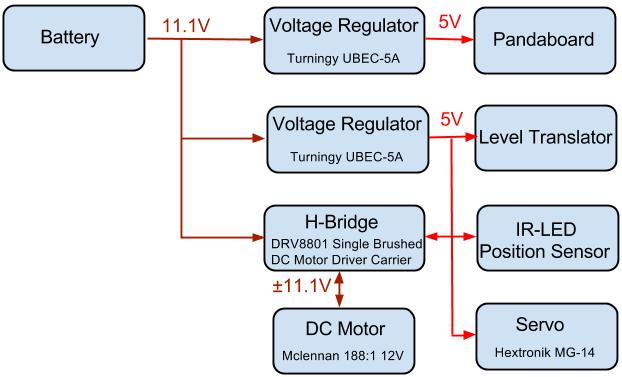 Battery
11.1V
Voltage Regulator
Turningy UBEC-5A
5V
Pandaboard
Voltage Regulator
Turningy UBEC-5A
5V
Level Translator
H-Bridge
DRV8801 Single Brushed
DC Motor Driver Carrier
IR-LED
Position Sensor
±11.1V
DC Motor
Mclennan 188:1 12V
Servo
Hextronik MG-14